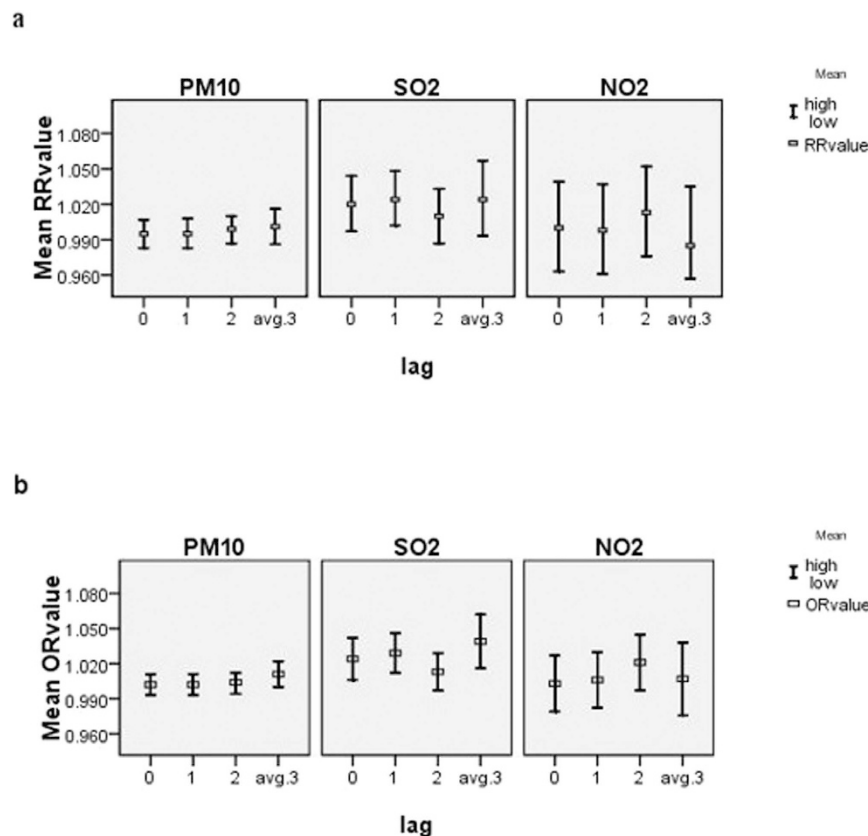 a
PM10 SO2 NO2
Mean
high
low
RRvalue
Mean RRvalue
1.080
1.050
1.020
0.990
0.960
0 1 2 avg.3 0 1 2 avg.3 0 1 2 avg.3
lag
b
PM10 SO2 NO2
Mean
high
low
ORvalue
Mean ORvalue
1.080
1.050
1.020
0.990
0.960
0 1 2 avg.3 0 1 2 avg.3 0 1 2 avg.3
lag